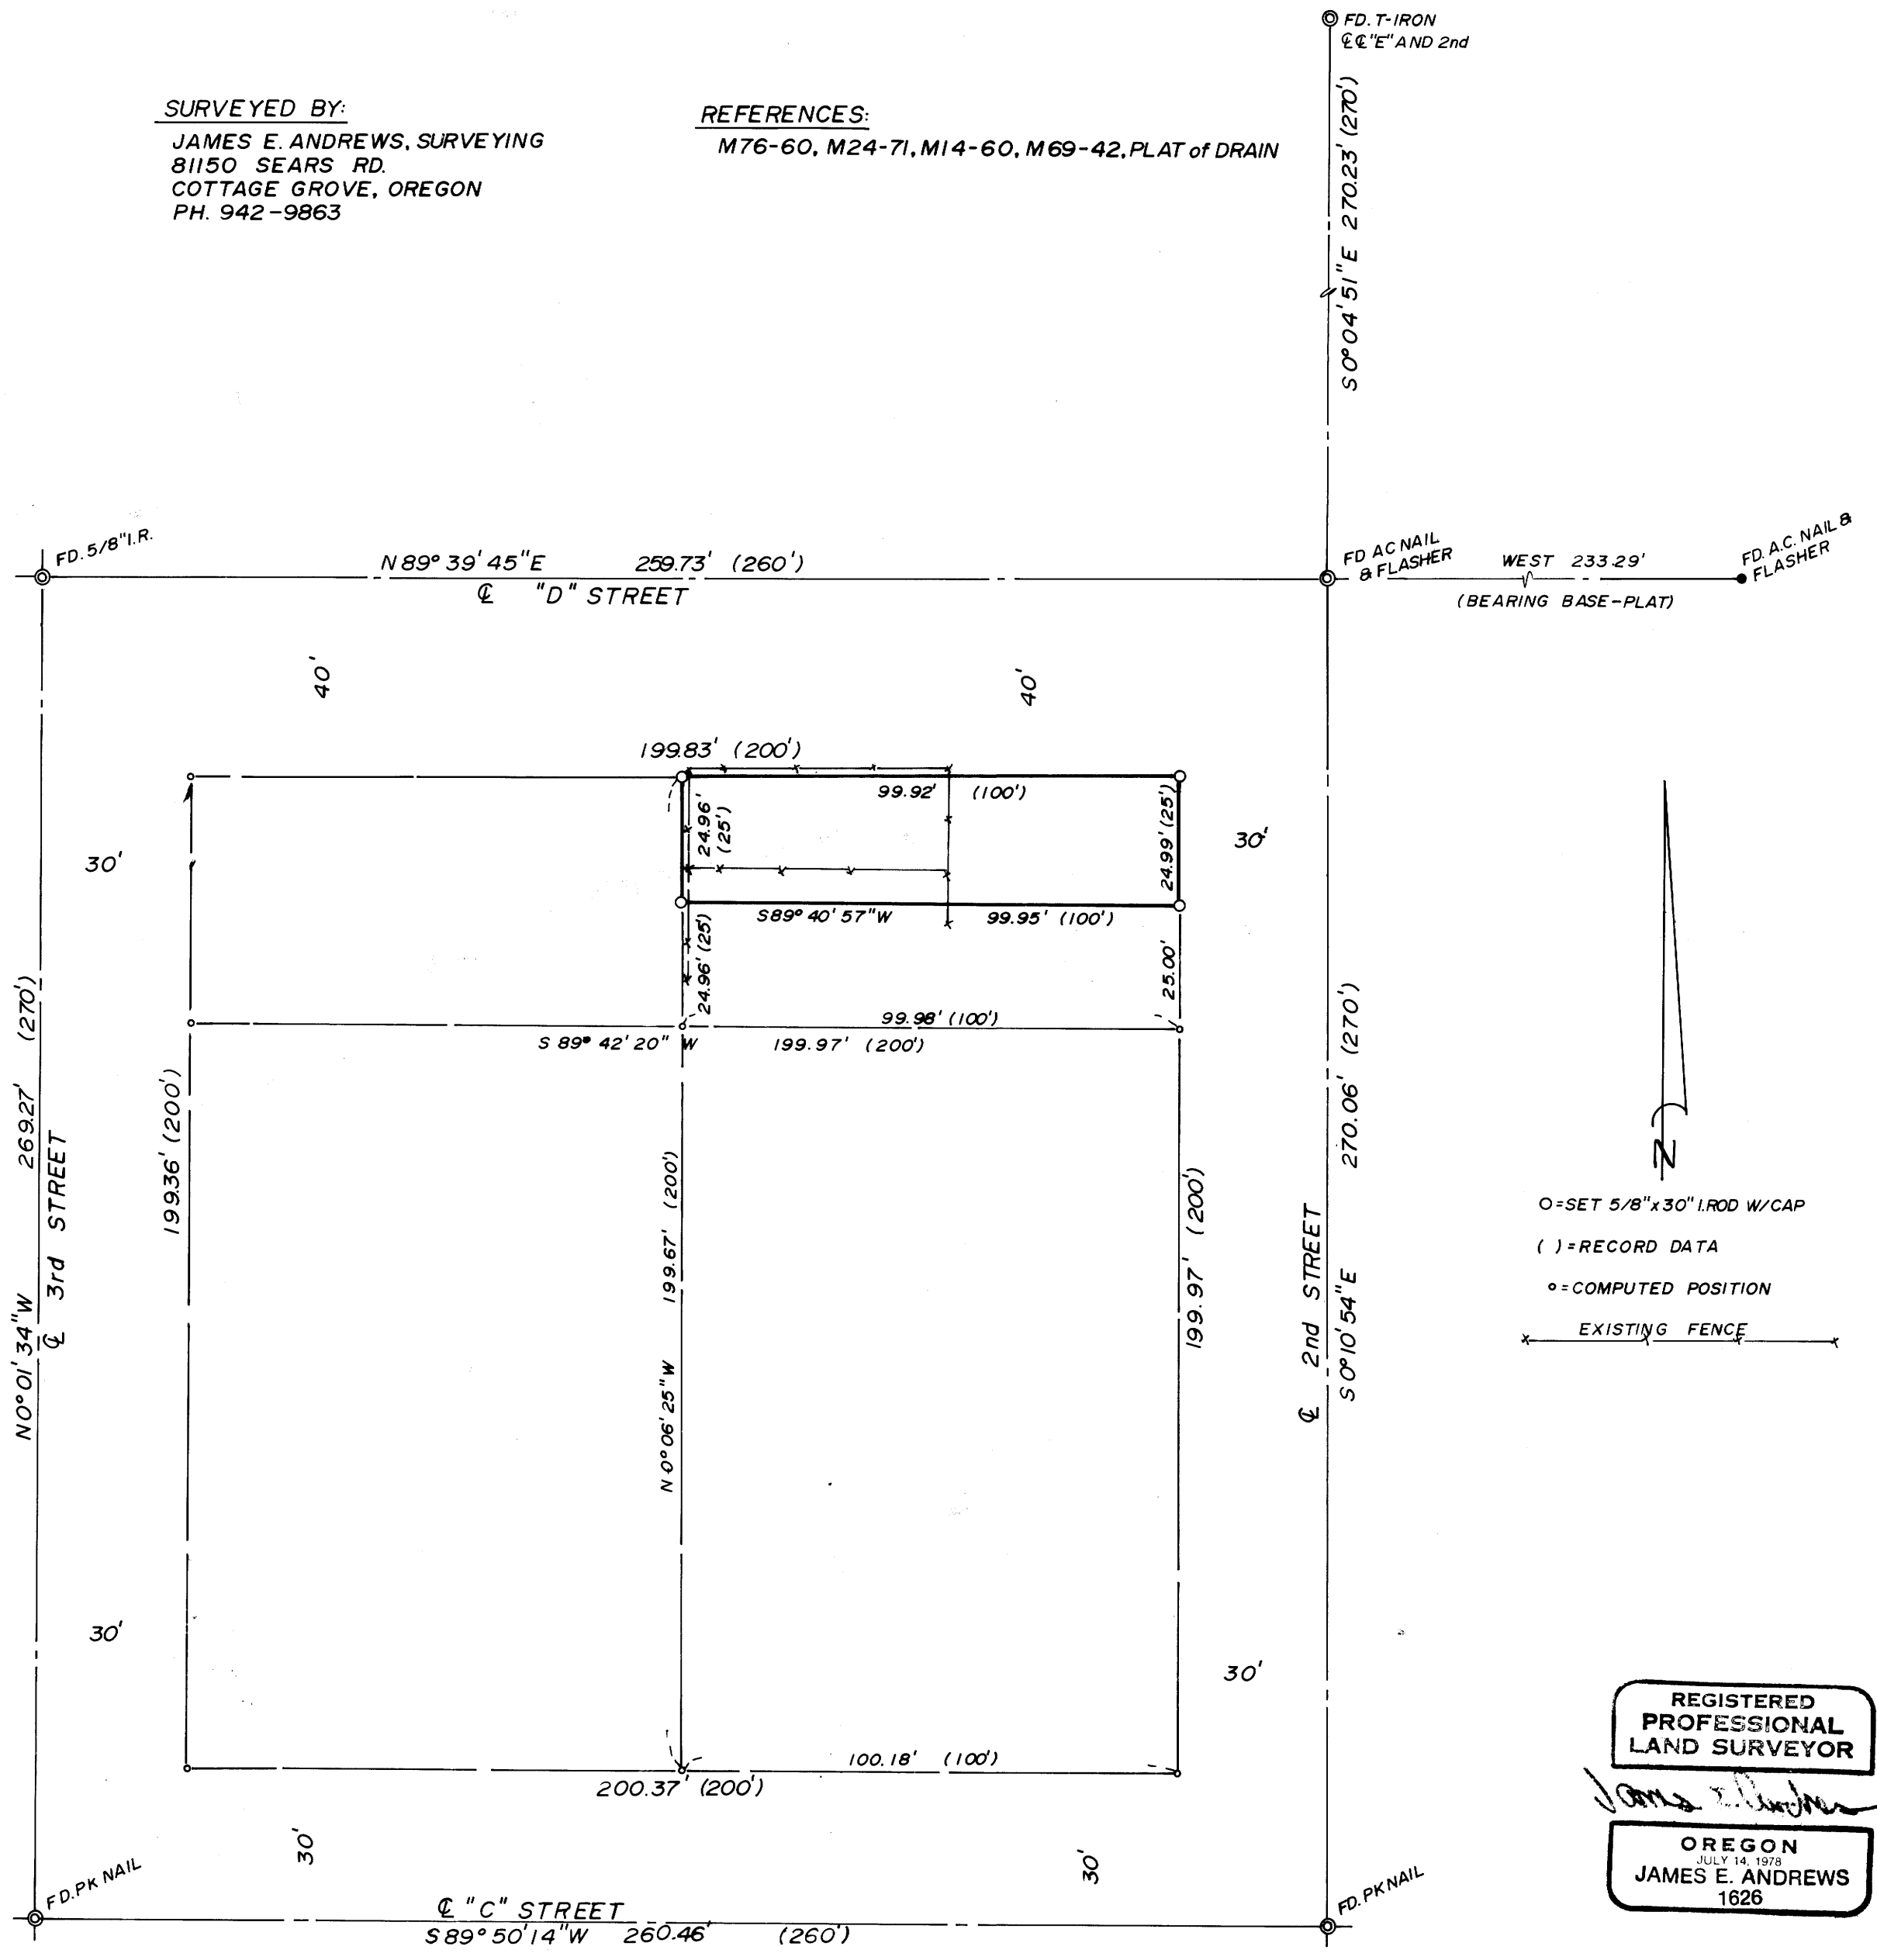 FD. T-IRON
℄ ℄ "E" AND 2nd
SURVEYED BY:
JAMES E. ANDREWS, SURVEYING
81150 SEARS RD.
COTTAGE GROVE, OREGON
PH. 942-9863
REFERENCES:
M76-60, M24-71, M14-60, M69-42, PLAT of DRAIN
S 0° 04' 51" E 270.23' (270')
FD. 5/8" I.R.
N 89° 39' 45" E 259.73' (260')
℄ "D" STREET
FD AC NAIL
& FLASHER
WEST 233.29'
(BEARING BASE-PLAT)
FD. A.C. NAIL &
FLASHER
40'
40'
199.83' (200')
99.92' (100')
24.96'
(25')
24.99' (25')
30'
30'
S 89° 40' 57" W 99.95' (100')
24.96' (25')
25.00'
99.98' (100')
S 89° 42' 20" W 199.97' (200')
N 0° 01' 34" W 269.27' (270')
℄ 3rd STREET
199.36' (200')
N 0° 06' 25" W 199.67' (200')
199.97' (200')
℄ 2nd STREET
S 0° 10' 54" E 270.06' (270')
N
O = SET 5/8" x 30" I. ROD W/CAP
( ) = RECORD DATA
o = COMPUTED POSITION
EXISTING FENCE
30'
30'
100.18' (100')
200.37' (200')
30'
30'
FD. PK NAIL
℄ "C" STREET
S 89° 50' 14" W 260.46' (260')
FD. PK NAIL
REGISTERED
PROFESSIONAL
LAND SURVEYOR
James E. Andrews
OREGON
JULY 14, 1978
JAMES E. ANDREWS
1626